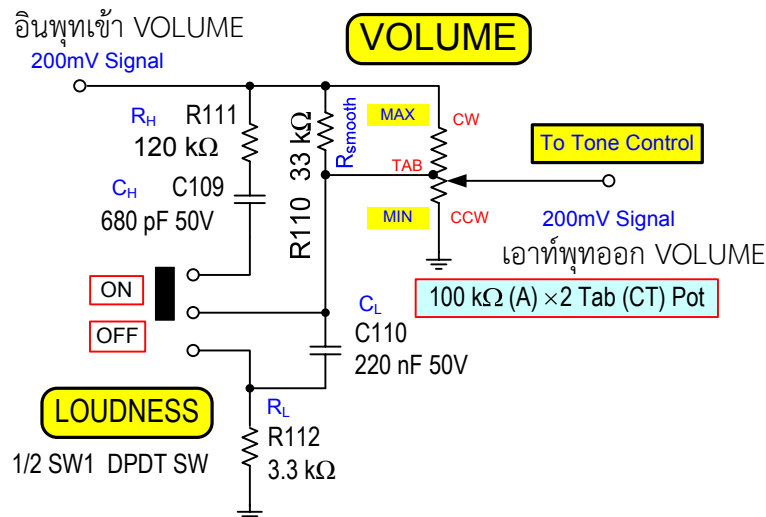 อินพุทเข้า VOLUME
200mV Signal
VOLUME
R_H R111
120 kΩ
C_H C109
680 pF 50V
R110 33 kΩ
Rsmooth
MAX
CW
TAB
MIN
CCW
To Tone Control
200mV Signal
เอาท์พุทออก VOLUME
100 kΩ (A) ×2 Tab (CT) Pot
ON
OFF
C_L
C110
220 nF 50V
LOUDNESS
1/2 SW1 DPDT SW
R_L
R112
3.3 kΩ